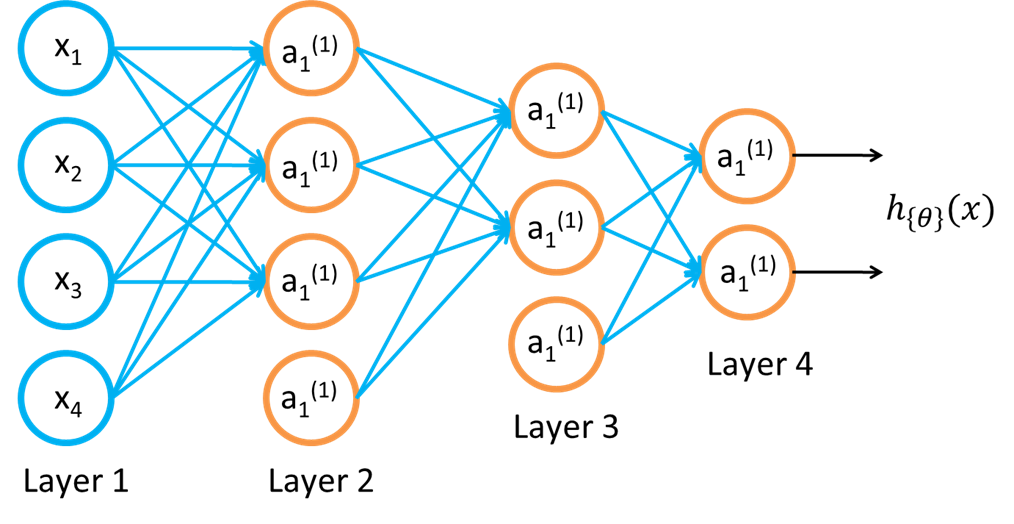 x₁
x₂
x₃
x₄
Layer 1
a₁⁽¹⁾
a₁⁽¹⁾
a₁⁽¹⁾
a₁⁽¹⁾
Layer 2
a₁⁽¹⁾
a₁⁽¹⁾
a₁⁽¹⁾
Layer 3
a₁⁽¹⁾
a₁⁽¹⁾
Layer 4
h_{θ}(x)